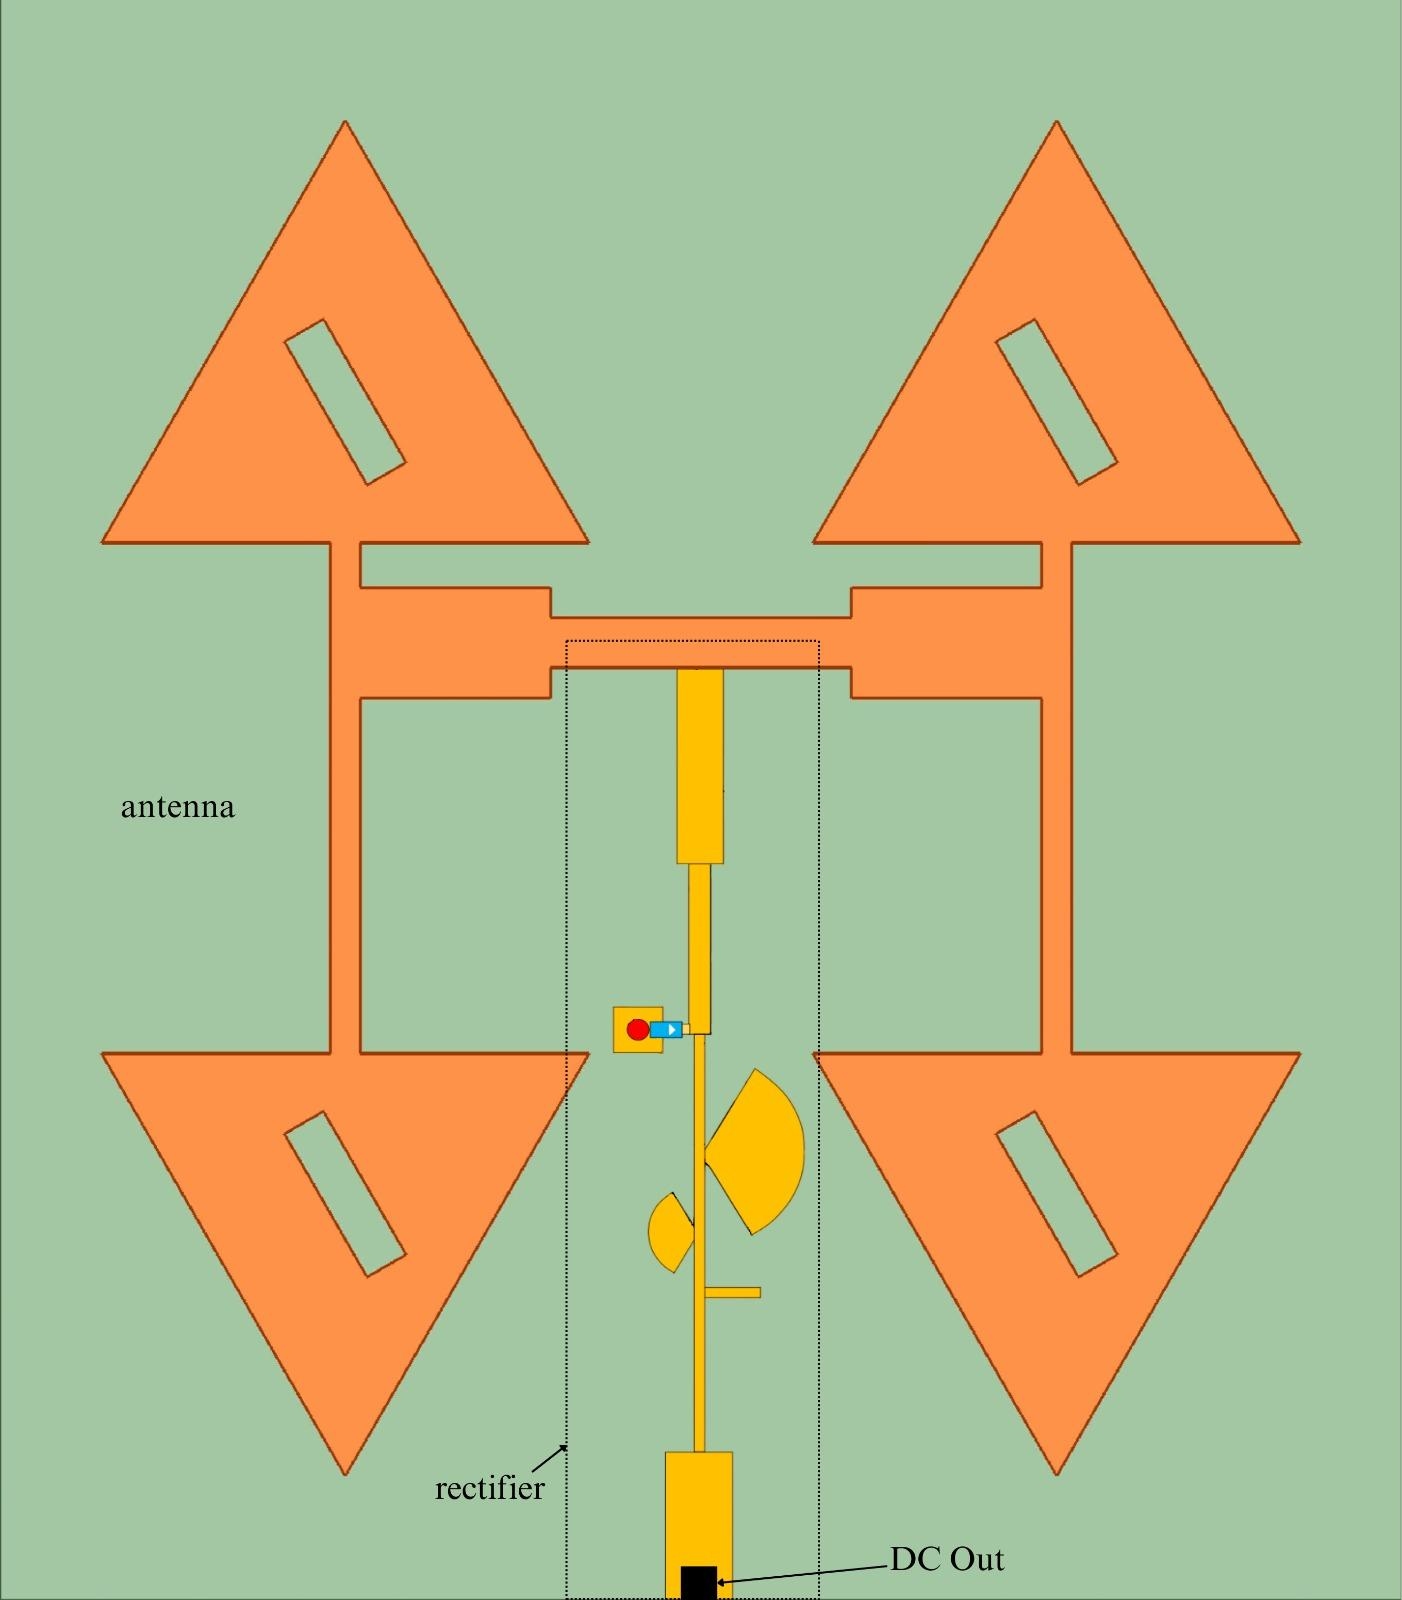 antenna
rectifier
DC Out